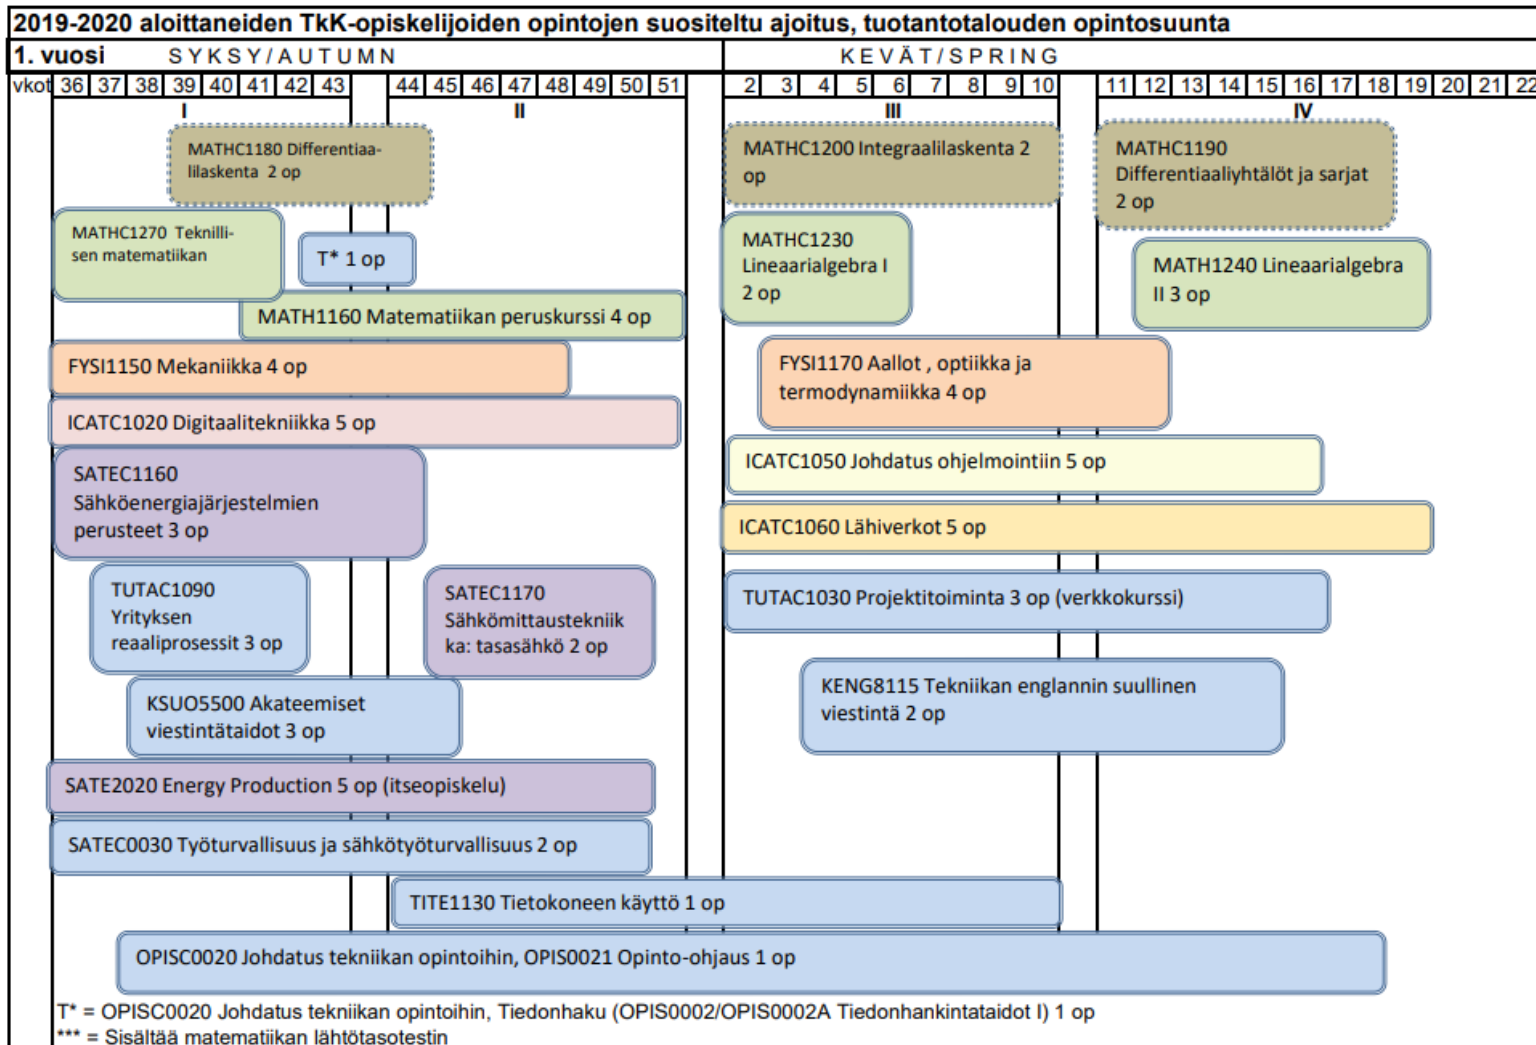 2019-2020 aloittaneiden TkK-opiskelijoiden opintojen suositeltu ajoitus, tuotantotalouden opintosuunta
1. vuosi SYKSY/AUTUMN KEVÄT/SPRING
vkot 36 37 38 39 40 41 42 43 44 45 46 47 48 49 50 51 2 3 4 5 6 7 8 9 10 11 12 13 14 15 16 17 18 19 20 21 22
I II III IV
MATHC1180 Differentiaa-
lilaskenta 2 op
MATHC1200 Integraalilaskenta 2
op
MATHC1190
Differentiaaliyhtälöt ja sarjat
2 op
MATHC1270 Teknilli-
sen matematiikan
T* 1 op
MATHC1230
Lineaarialgebra I
2 op
MATH1240 Lineaarialgebra
II 3 op
MATH1160 Matematiikan peruskurssi 4 op
FYSI1150 Mekaniikka 4 op
FYSI1170 Aallot , optiikka ja
termodynamiikka 4 op
ICATC1020 Digitaalitekniikka 5 op
ICATC1050 Johdatus ohjelmointiin 5 op
SATEC1160
Sähköenergiajärjestelmien
perusteet 3 op
ICATC1060 Lähiverkot 5 op
TUTAC1090
Yrityksen
reaaliprosessit 3 op
SATEC1170
Sähkömittaustekniik
ka: tasasähkö 2 op
TUTAC1030 Projektitoiminta 3 op (verkkokurssi)
KSUO5500 Akateemiset
viestintätaidot 3 op
KENG8115 Tekniikan englannin suullinen
viestintä 2 op
SATE2020 Energy Production 5 op (itseopiskelu)
SATEC0030 Työturvallisuus ja sähkötyöturvallisuus 2 op
TITE1130 Tietokoneen käyttö 1 op
OPISC0020 Johdatus tekniikan opintoihin, OPIS0021 Opinto-ohjaus 1 op
T* = OPISC0020 Johdatus tekniikan opintoihin, Tiedonhaku (OPIS0002/OPIS0002A Tiedonhankintataidot I) 1 op
*** = Sisältää matematiikan lähtötasotestin